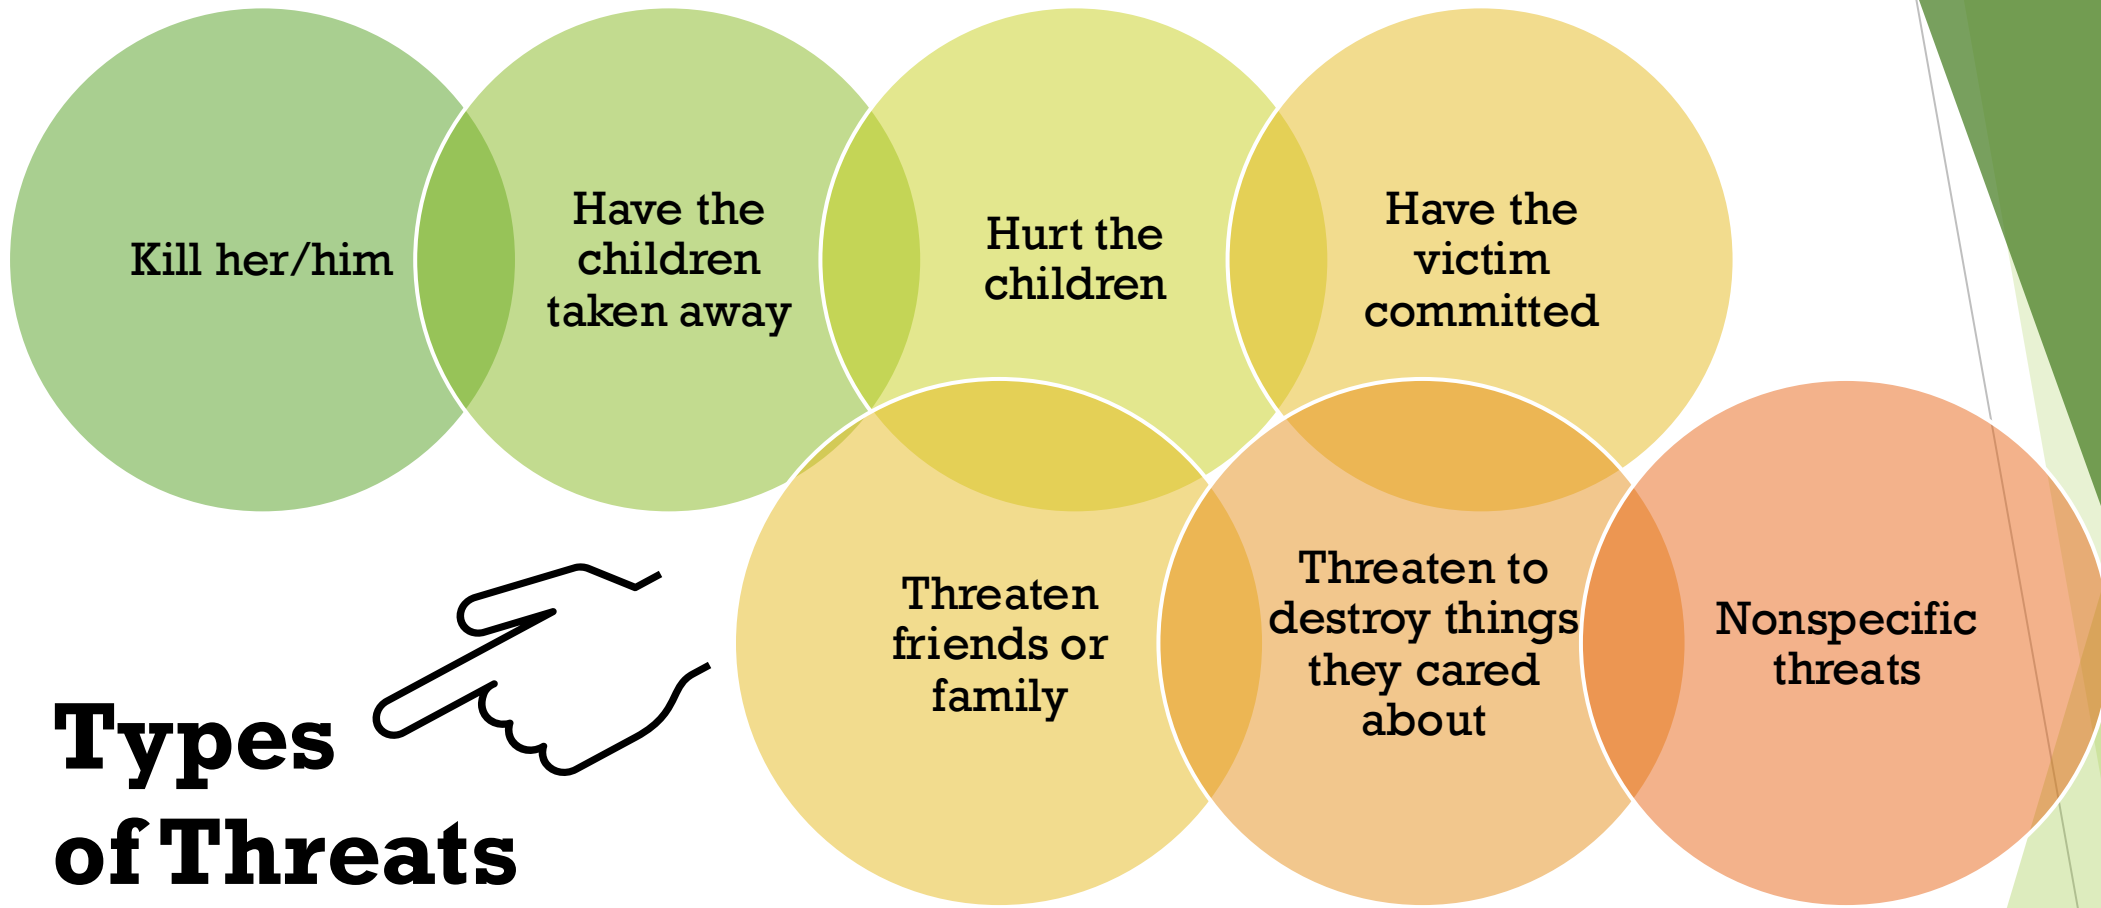 Kill her/him
Have the
children
taken away
Hurt the
children
Have the
victim
committed
Threaten
friends or
family
Threaten to
destroy things
they cared
about
Nonspecific
threats
Types
of Threats